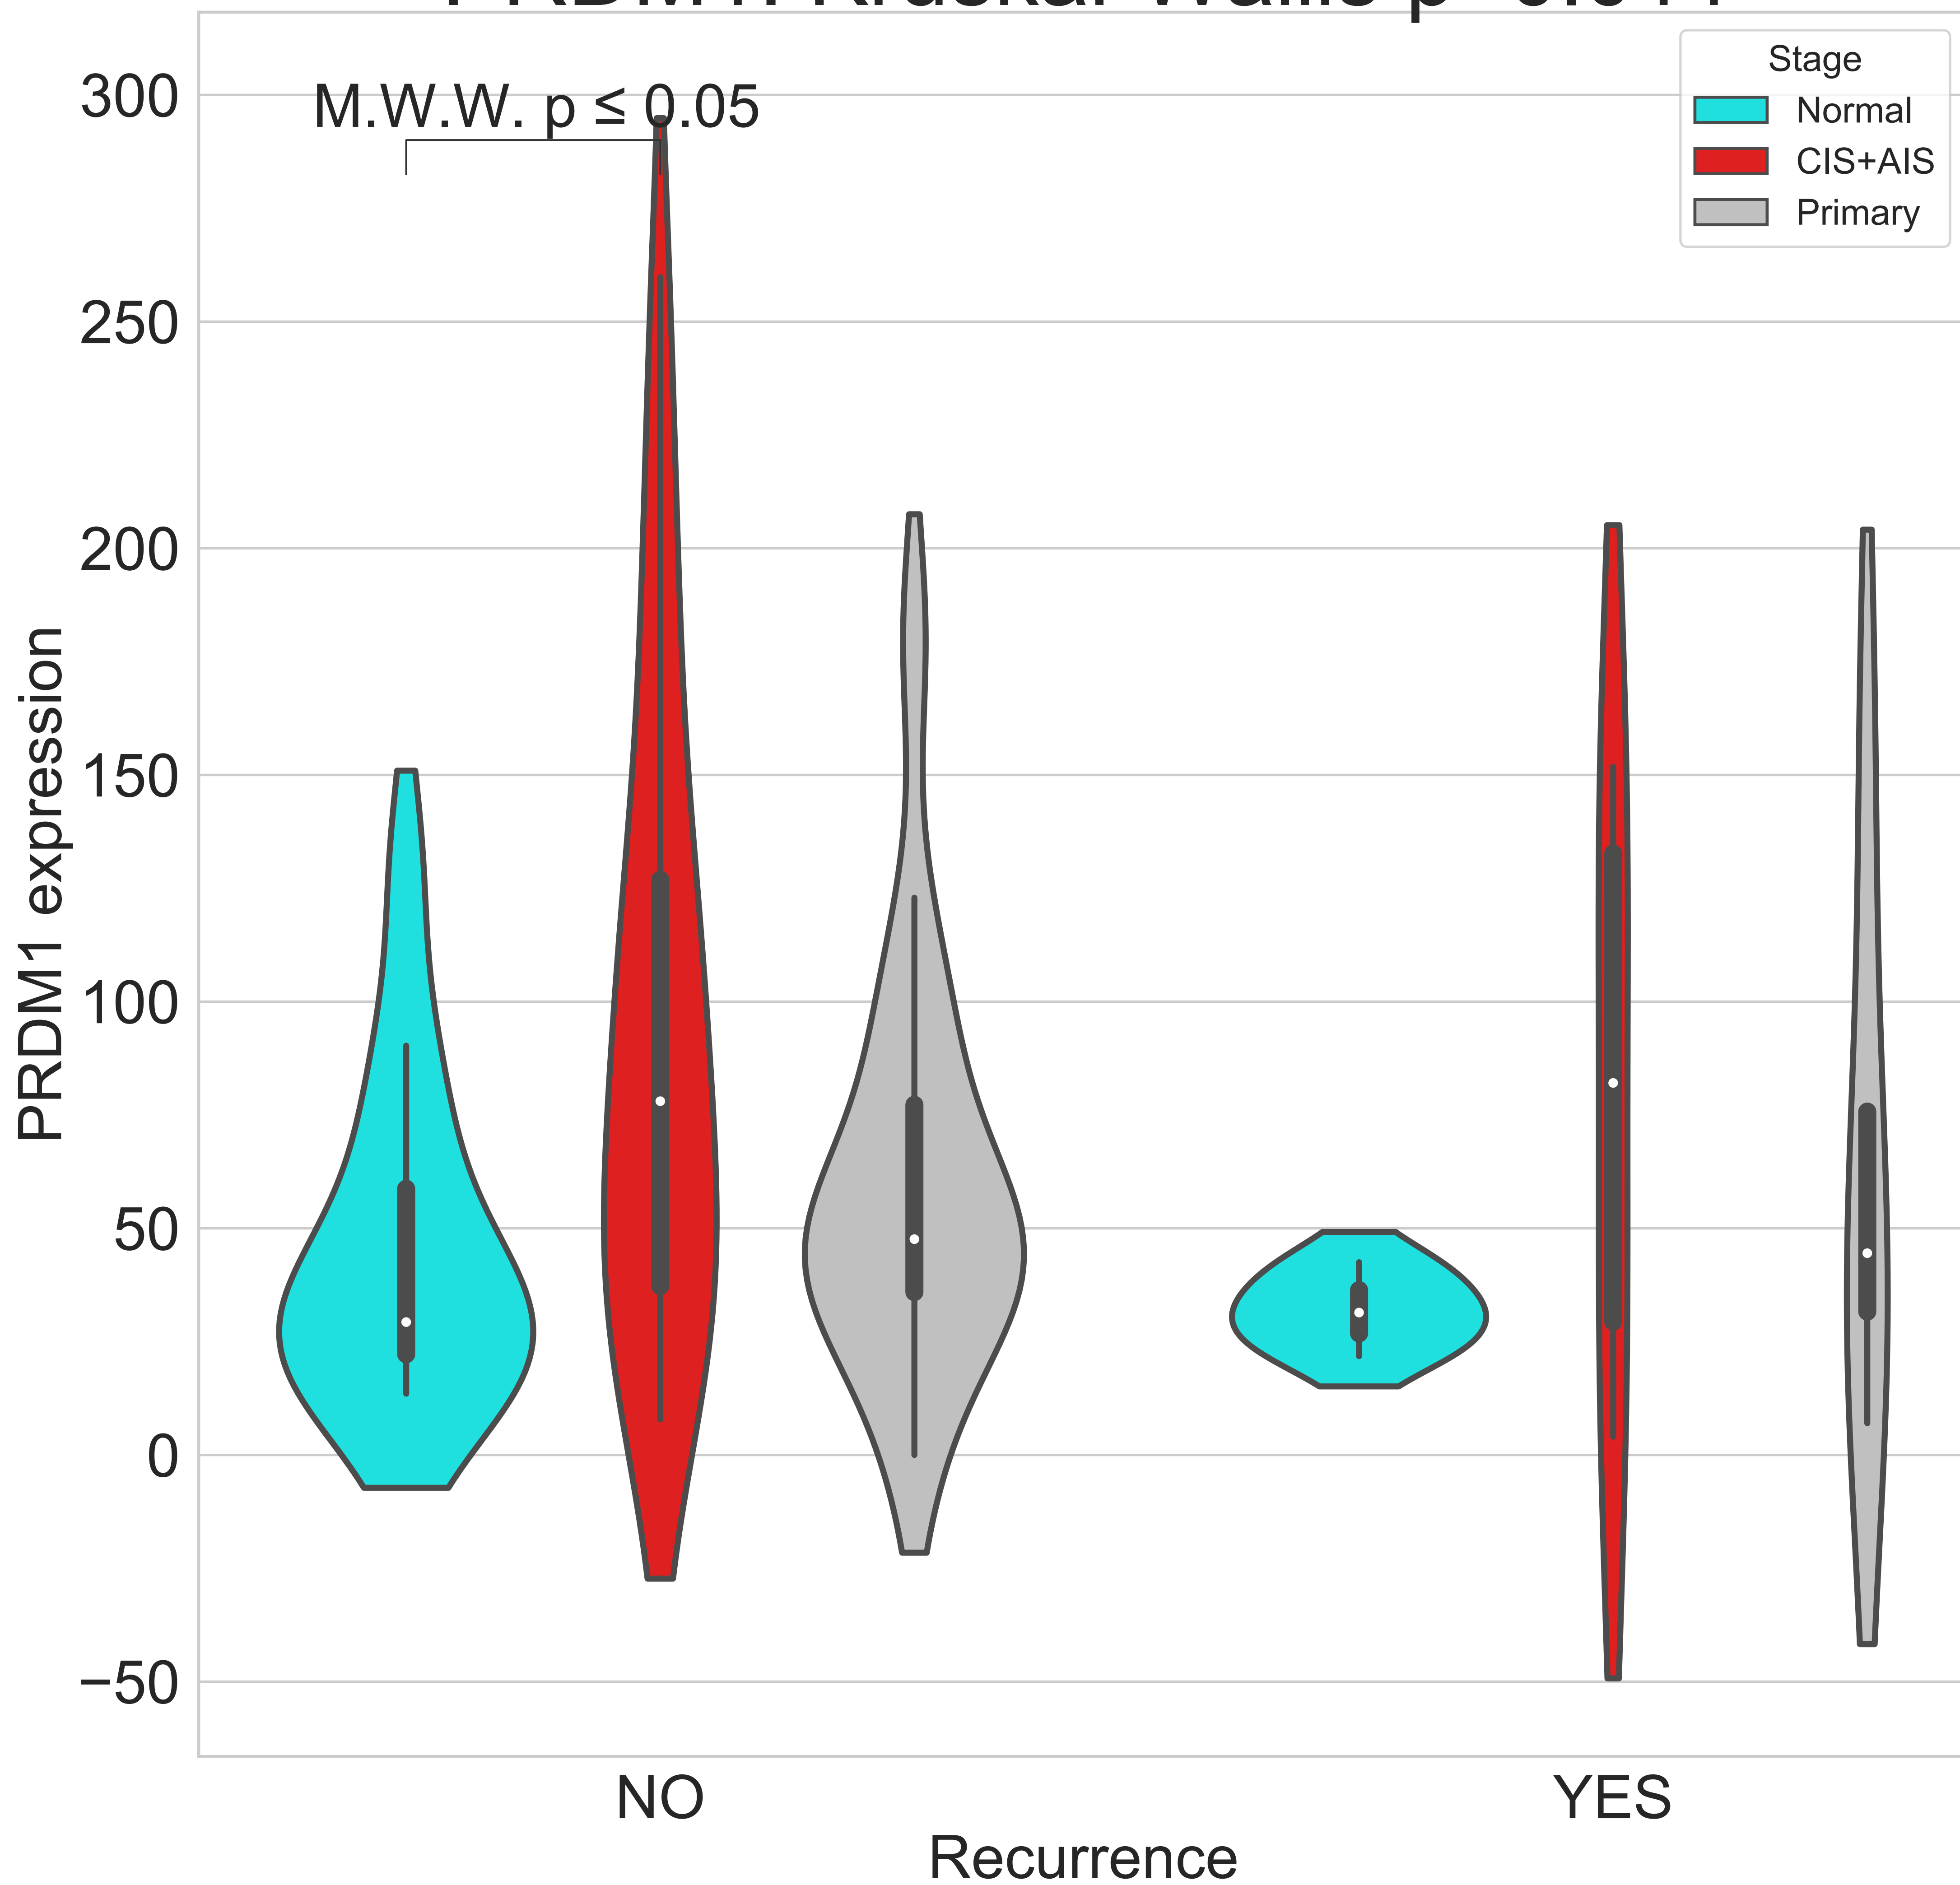 300
250
200
150
100
50
0
−50
PRDM1 expression
M.W.W. p ≤ 0.05
Stage
Normal
CIS+AIS
Primary
NO
YES
Recurrence